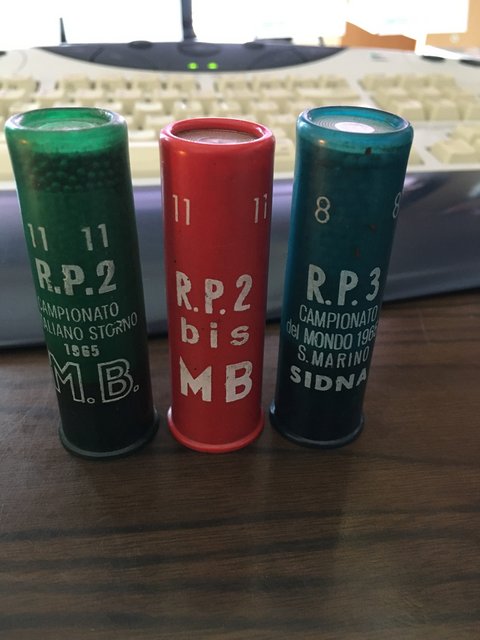 11 11
R.P.2
CAMPIONATO
ALIANO STORNO
1965
M.B.
11 11
R.P.2
bis
MB
8 8
R.P.3
CAMPIONATO
del MONDO 196
S.MARINO
SIDNA